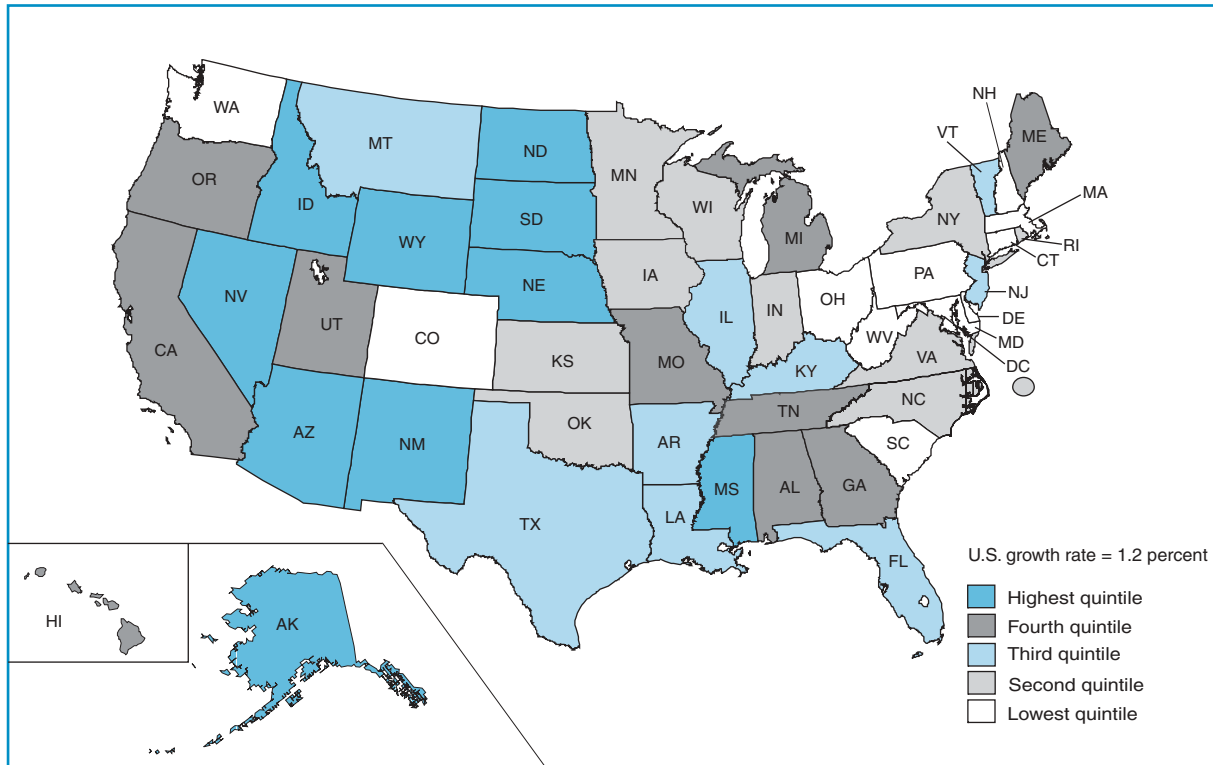 WA
NH
VT
ME
MT
ND
OR
MN
MA
ID
SD
WI
NY
WY
MI
RI
CT
IA
PA
NE
NV
IL
IN
OH
NJ
UT
DE
CO
WV
MD
CA
KS
MO
VA
KY
DC
NC
TN
OK
AZ
NM
AR
SC
MS
AL
GA
TX
LA
U.S. growth rate = 1.2 percent
FL
Highest quintile
HI
AK
Fourth quintile
Third quintile
Second quintile
Lowest quintile